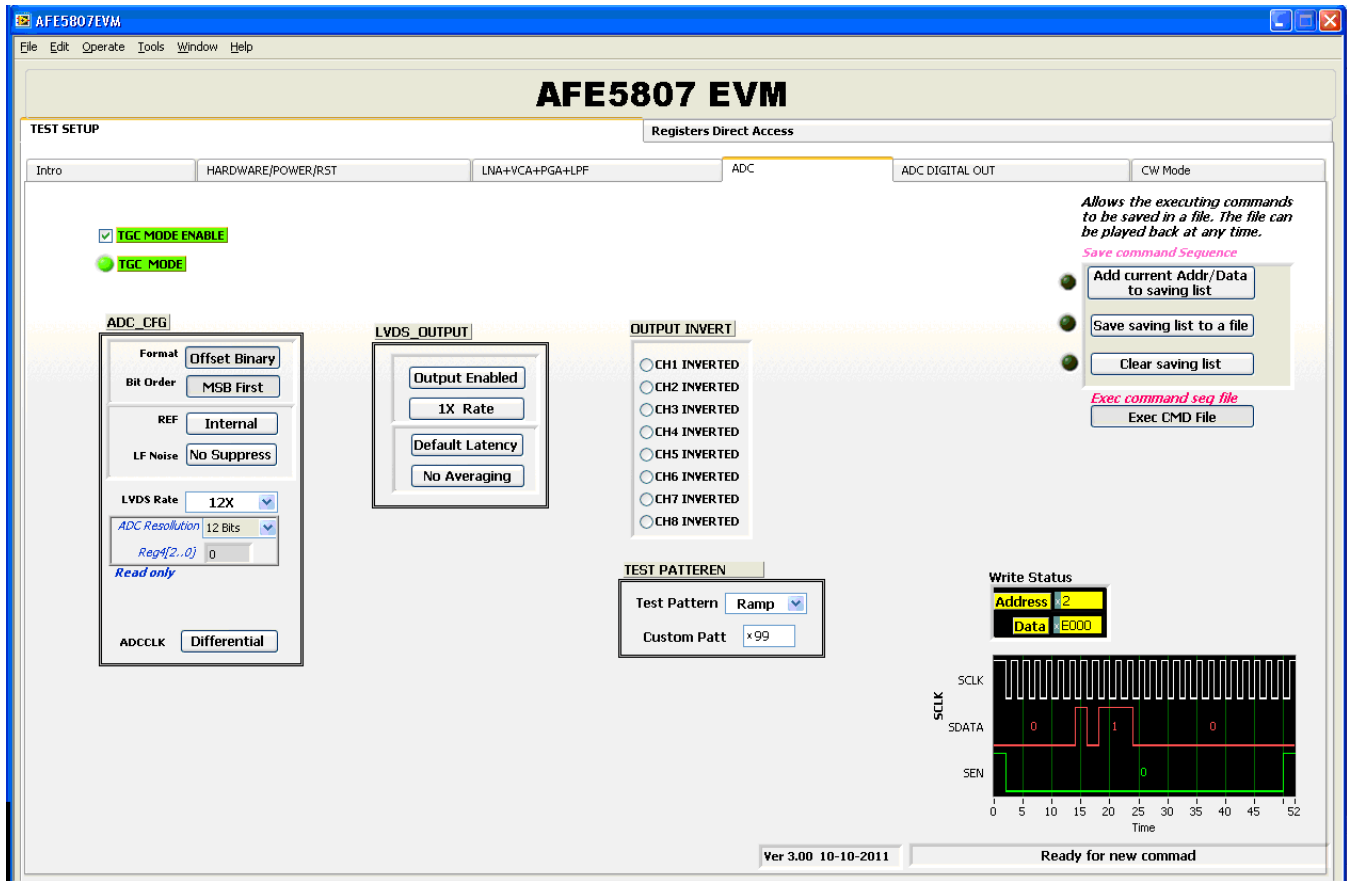 AFE5807EVM
File Edit Operate Tools Window Help
AFE5807 EVM
TEST SETUP
Registers Direct Access
Intro
HARDWARE/POWER/RST
LNA+VCA+PGA+LPF
ADC
ADC DIGITAL OUT
CW Mode
TGC MODE ENABLE
TGC MODE
Allows the executing commands
to be saved in a file. The file can
be played back at any time.
Save command Sequence
Add current Addr/Data
to saving list
Save saving list to a file
Clear saving list
Exec command seq file
Exec CMD File
ADC_CFG
Format Offset Binary
Bit Order MSB First
REF Internal
LF Noise No Suppress
LVDS Rate 12X
ADC Resollution 12 Bits
Reg4[2..0] 0
Read only
ADCCLK Differential
LVDS_OUTPUT
Output Enabled
1X Rate
Default Latency
No Averaging
OUTPUT INVERT
CH1 INVERTED
CH2 INVERTED
CH3 INVERTED
CH4 INVERTED
CH5 INVERTED
CH6 INVERTED
CH7 INVERTED
CH8 INVERTED
TEST PATTEREN
Test Pattern Ramp
Custom Patt x99
Write Status
Address x2
Data xE000
SCLK
SCLK
SDATA 0 1 0
SEN 0
0 5 10 15 20 25 30 35 40 45 52
Time
Ver 3.00 10-10-2011
Ready for new commad